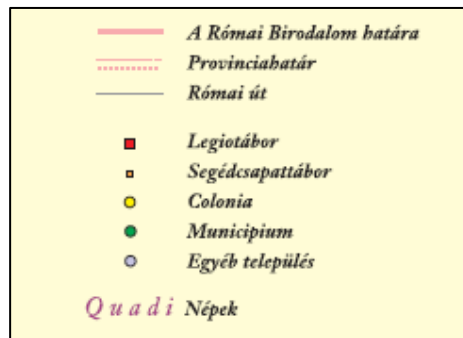 A Római Birodalom határa
Provinciahatár
Római út
Legiotábor
Segédcsapattábor
Colonia
Municipium
Egyéb település
Quadi Népek